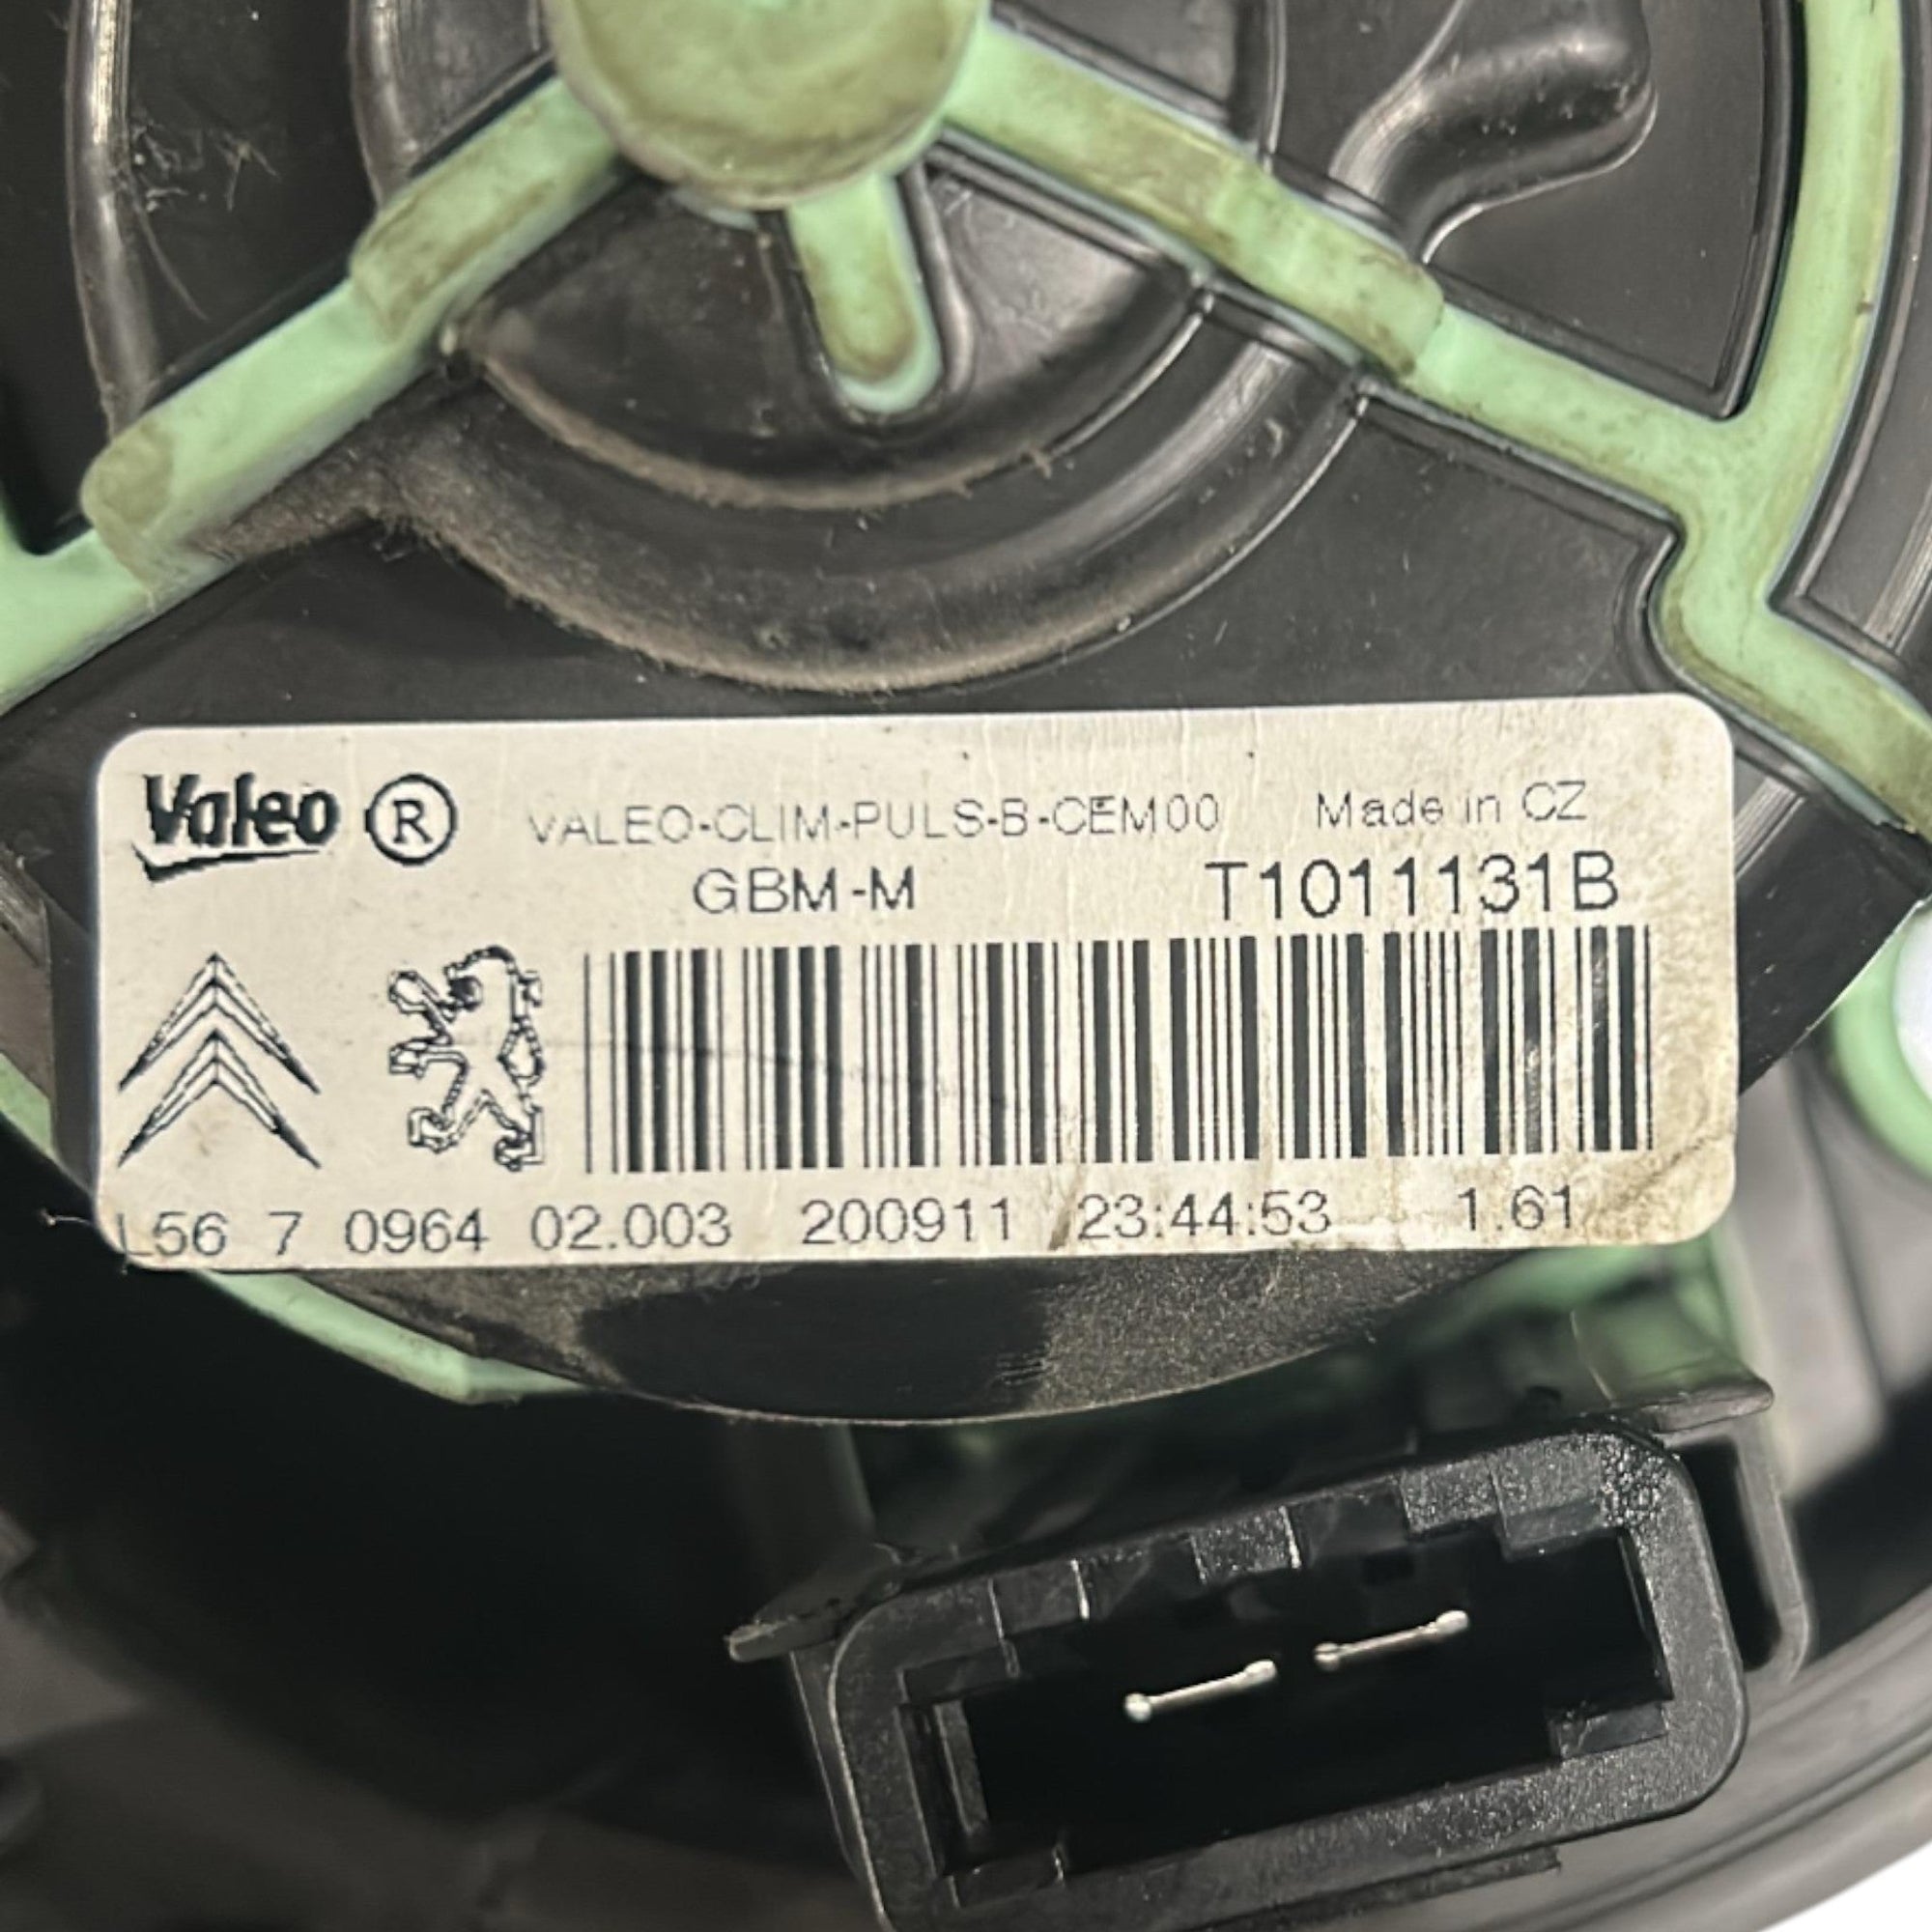 Valeo ® VALEO-CLIM-PULS-B-CEM00 Made in CZ
GBM-M T1011131B
L56 7 0964 02.003 200911 23:44:53 1.61